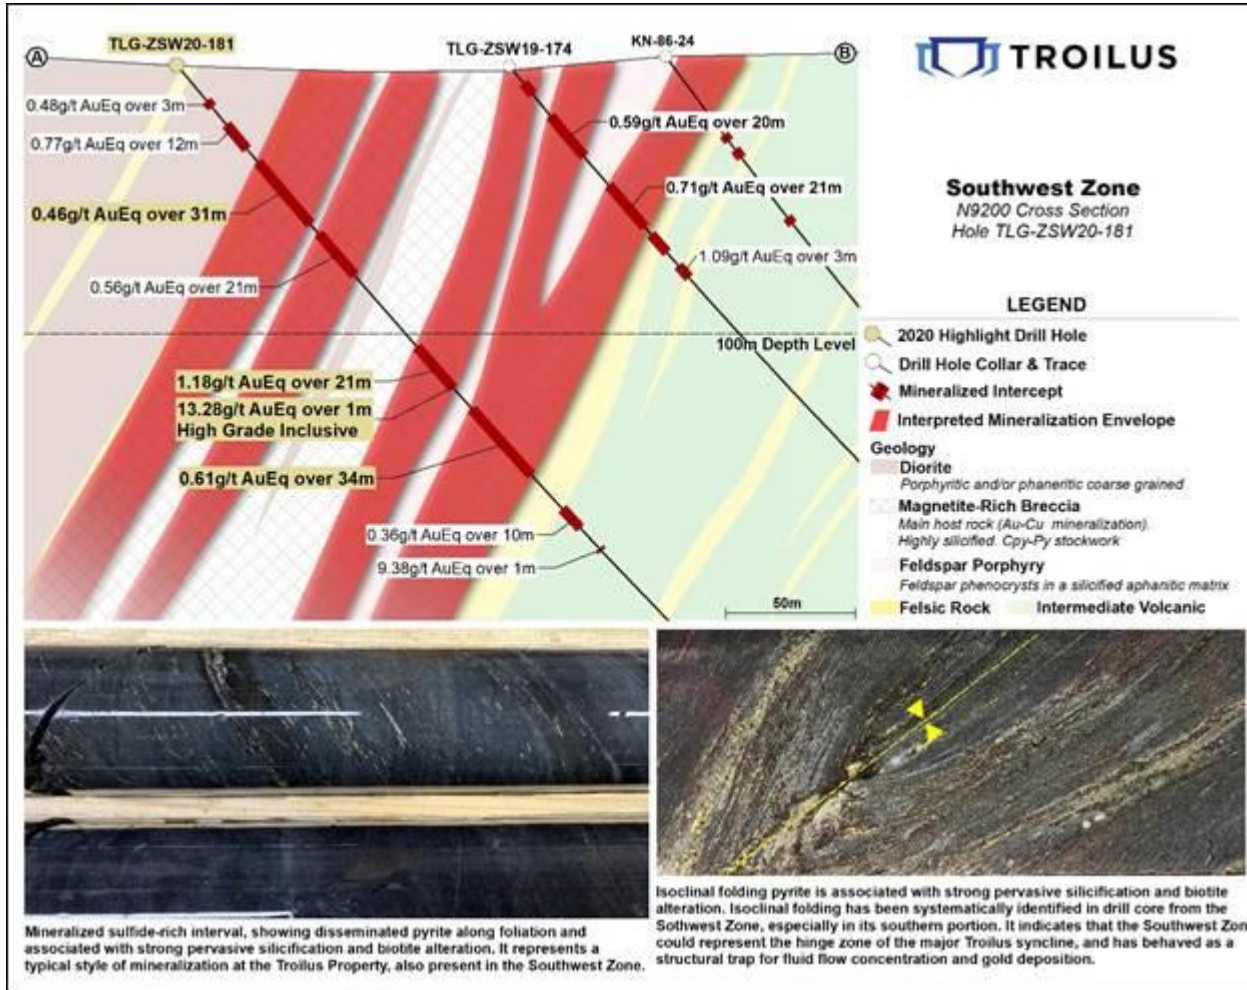 TLG-ZSW20-181
TLG-ZSW19-174
KN-86-24
A
B
TROILUS
0.48g/t AuEq over 3m
0.77g/t AuEq over 12m
0.59g/t AuEq over 20m
0.46g/t AuEq over 31m
0.71g/t AuEq over 21m
0.56g/t AuEq over 21m
1.09g/t AuEq over 3m
100m Depth Level
1.18g/t AuEq over 21m
13.28g/t AuEq over 1m
High Grade Inclusive
0.61g/t AuEq over 34m
0.36g/t AuEq over 10m
9.38g/t AuEq over 1m
50m
Southwest Zone
N9200 Cross Section
Hole TLG-ZSW20-181
LEGEND
2020 Highlight Drill Hole
Drill Hole Collar & Trace
Mineralized Intercept
Interpreted Mineralization Envelope
Geology
Diorite
Porphyritic and/or phaneritic coarse grained
Magnetite-Rich Breccia
Main host rock (Au-Cu mineralization).
Highly silicified. Cpy-Py stockwork
Feldspar Porphyry
Feldspar phenocrysts in a silicified aphanitic matrix
Felsic Rock
Intermediate Volcanic
Mineralized sulfide-rich interval, showing disseminated pyrite along foliation and
associated with strong pervasive silicification and biotite alteration. It represents a
typical style of mineralization at the Troilus Property, also present in the Southwest Zone.
Isoclinal folding pyrite is associated with strong pervasive silicification and biotite
alteration. Isoclinal folding has been systematically identified in drill core from the
Sothwest Zone, especially in its southern portion. It indicates that the Southwest Zon
could represent the hinge zone of the major Troilus syncline, and has behaved as a
structural trap for fluid flow concentration and gold deposition.